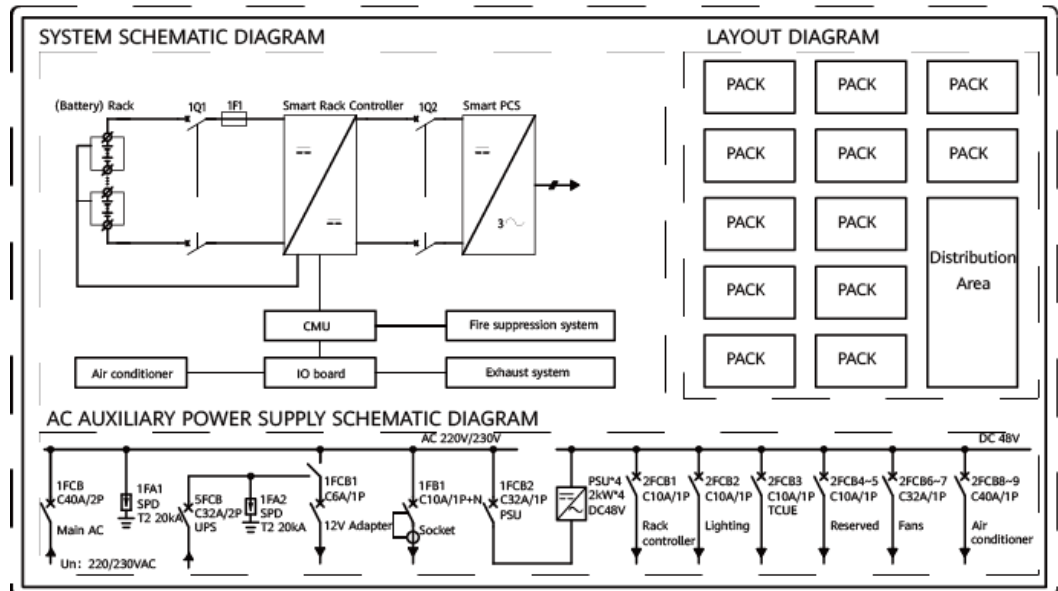 SYSTEM SCHEMATIC DIAGRAM
(Battery) Rack
1Q1
1F1
Smart Rack Controller
1Q2
Smart PCS
3
CMU
Fire suppression system
Air conditioner
IO board
Exhaust system
LAYOUT DIAGRAM
PACK
PACK
PACK
PACK
PACK
PACK
PACK
PACK
Distribution
Area
PACK
PACK
PACK
PACK
AC AUXILIARY POWER SUPPLY SCHEMATIC DIAGRAM
AC 220V/230V
DC 48V
1FCB
C40A/2P
Main AC
Un: 220/230VAC
1FA1
SPD
T2 20kA
5FCB
C32A/2P
UPS
1FA2
SPD
T2 20kA
1FCB1
C6A/1P
12V Adapter
1FB1
C10A/1P+N
Socket
1FCB2
C32A/1P
PSU
PSU*4
2kW*4
DC48V
2FCB1
C10A/1P
Rack
controller
2FCB2
C10A/1P
Lighting
2FCB3
C10A/1P
TCUE
2FCB4~5
C10A/1P
Reserved
2FCB6~7
C32A/1P
Fans
2FCB8~9
C40A/1P
Air
conditioner